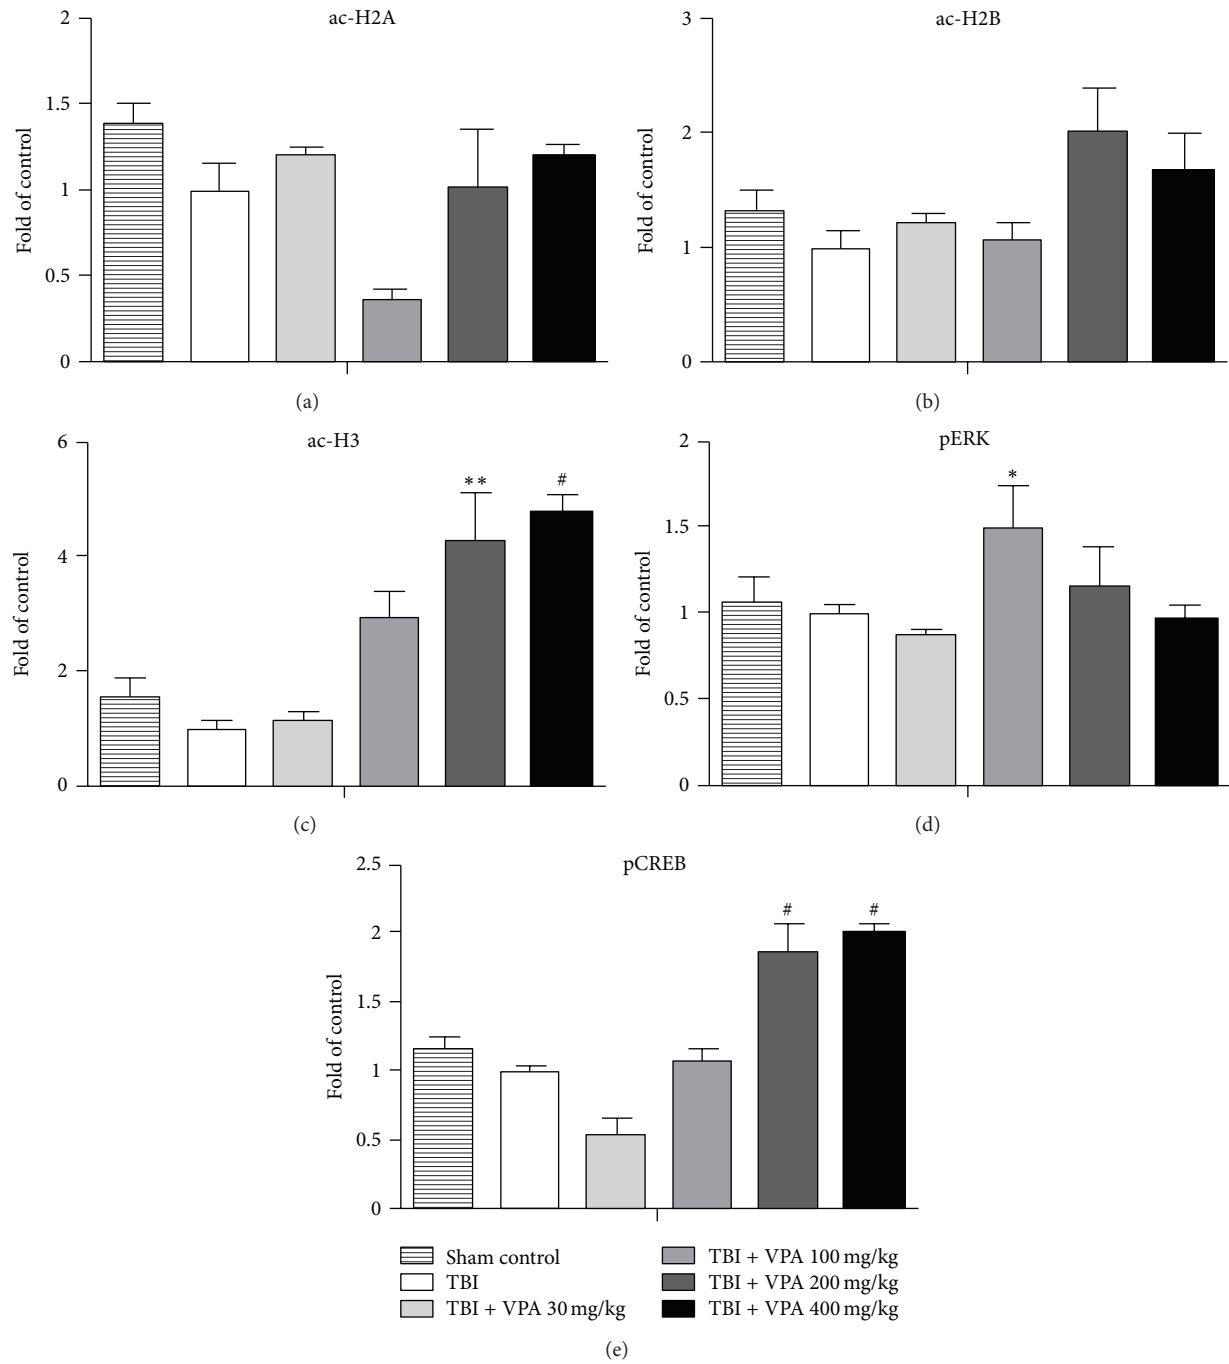 ac-H2A
2
1.5
1
0.5
0
Fold of control
(a)
ac-H2B
3
2
1
0
Fold of control
(b)
ac-H3
6
4
2
0
Fold of control
**
#
(c)
pERK
2
1.5
1
0.5
0
Fold of control
*
(d)
pCREB
2.5
2
1.5
1
0.5
0
Fold of control
#
#
Sham control
TBI
TBI + VPA 30 mg/kg
TBI + VPA 100 mg/kg
TBI + VPA 200 mg/kg
TBI + VPA 400 mg/kg
(e)